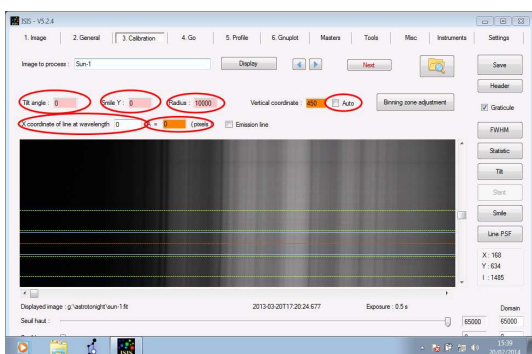 ISIS - V5.2.4
1. Image 2. General 3. Calibration 4. Go 5. Profile 6. Gnuplot Masters Tools Misc Instruments Settings
Image to process : Sun-1 Display Next Save
Header
Tilt angle : 0 Smile Y : 0 Radius : 10000 Vertical coordinate : 450 Auto Binning zone adjustment
Graticule
X coordinate of line at wavelength 0 A = 0 (pixels Emission line
FWHM
Statistic
Tilt
Slant
Smile
Line PSF
X : 168
Y : 634
I : 1485
Displayed image : g:\astrotonight\sun-1.fit 2013-03-20T17:20:24.677 Exposure : 0.5 s Domain
Seuil haut : 65000 65000
ISIS
15:39
20/02/2014